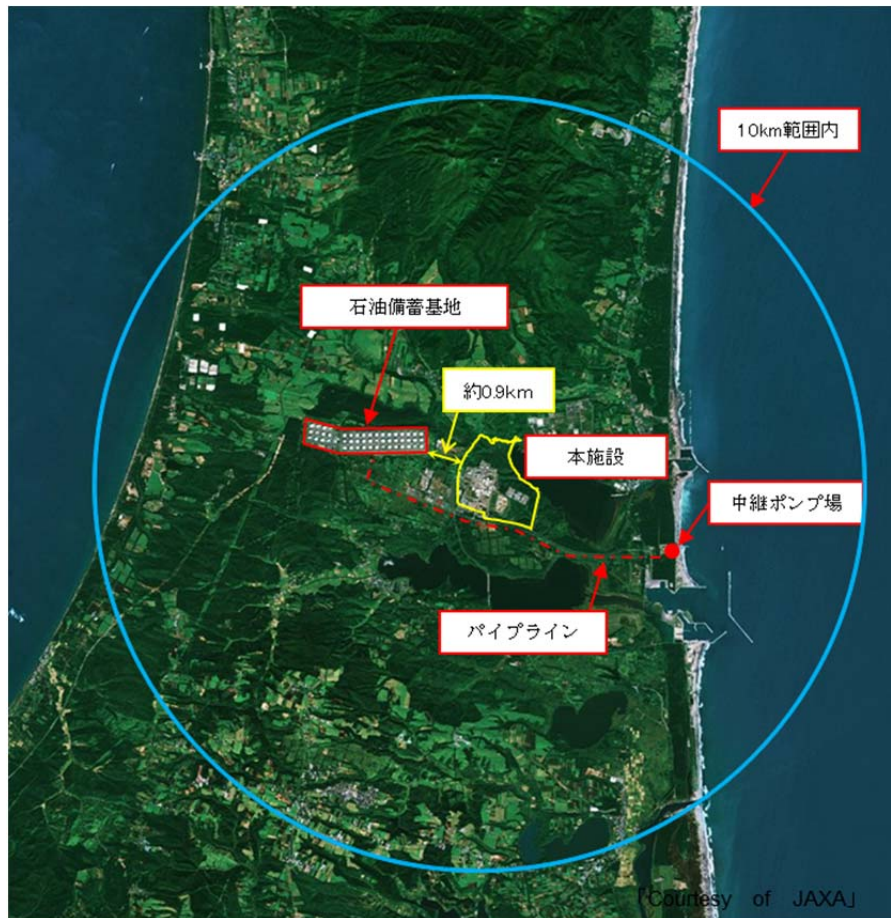 10km範囲内
石油備蓄基地
約0.9km
本施設
中継ポンプ場
パイプライン
「Courtesy of JAXA」